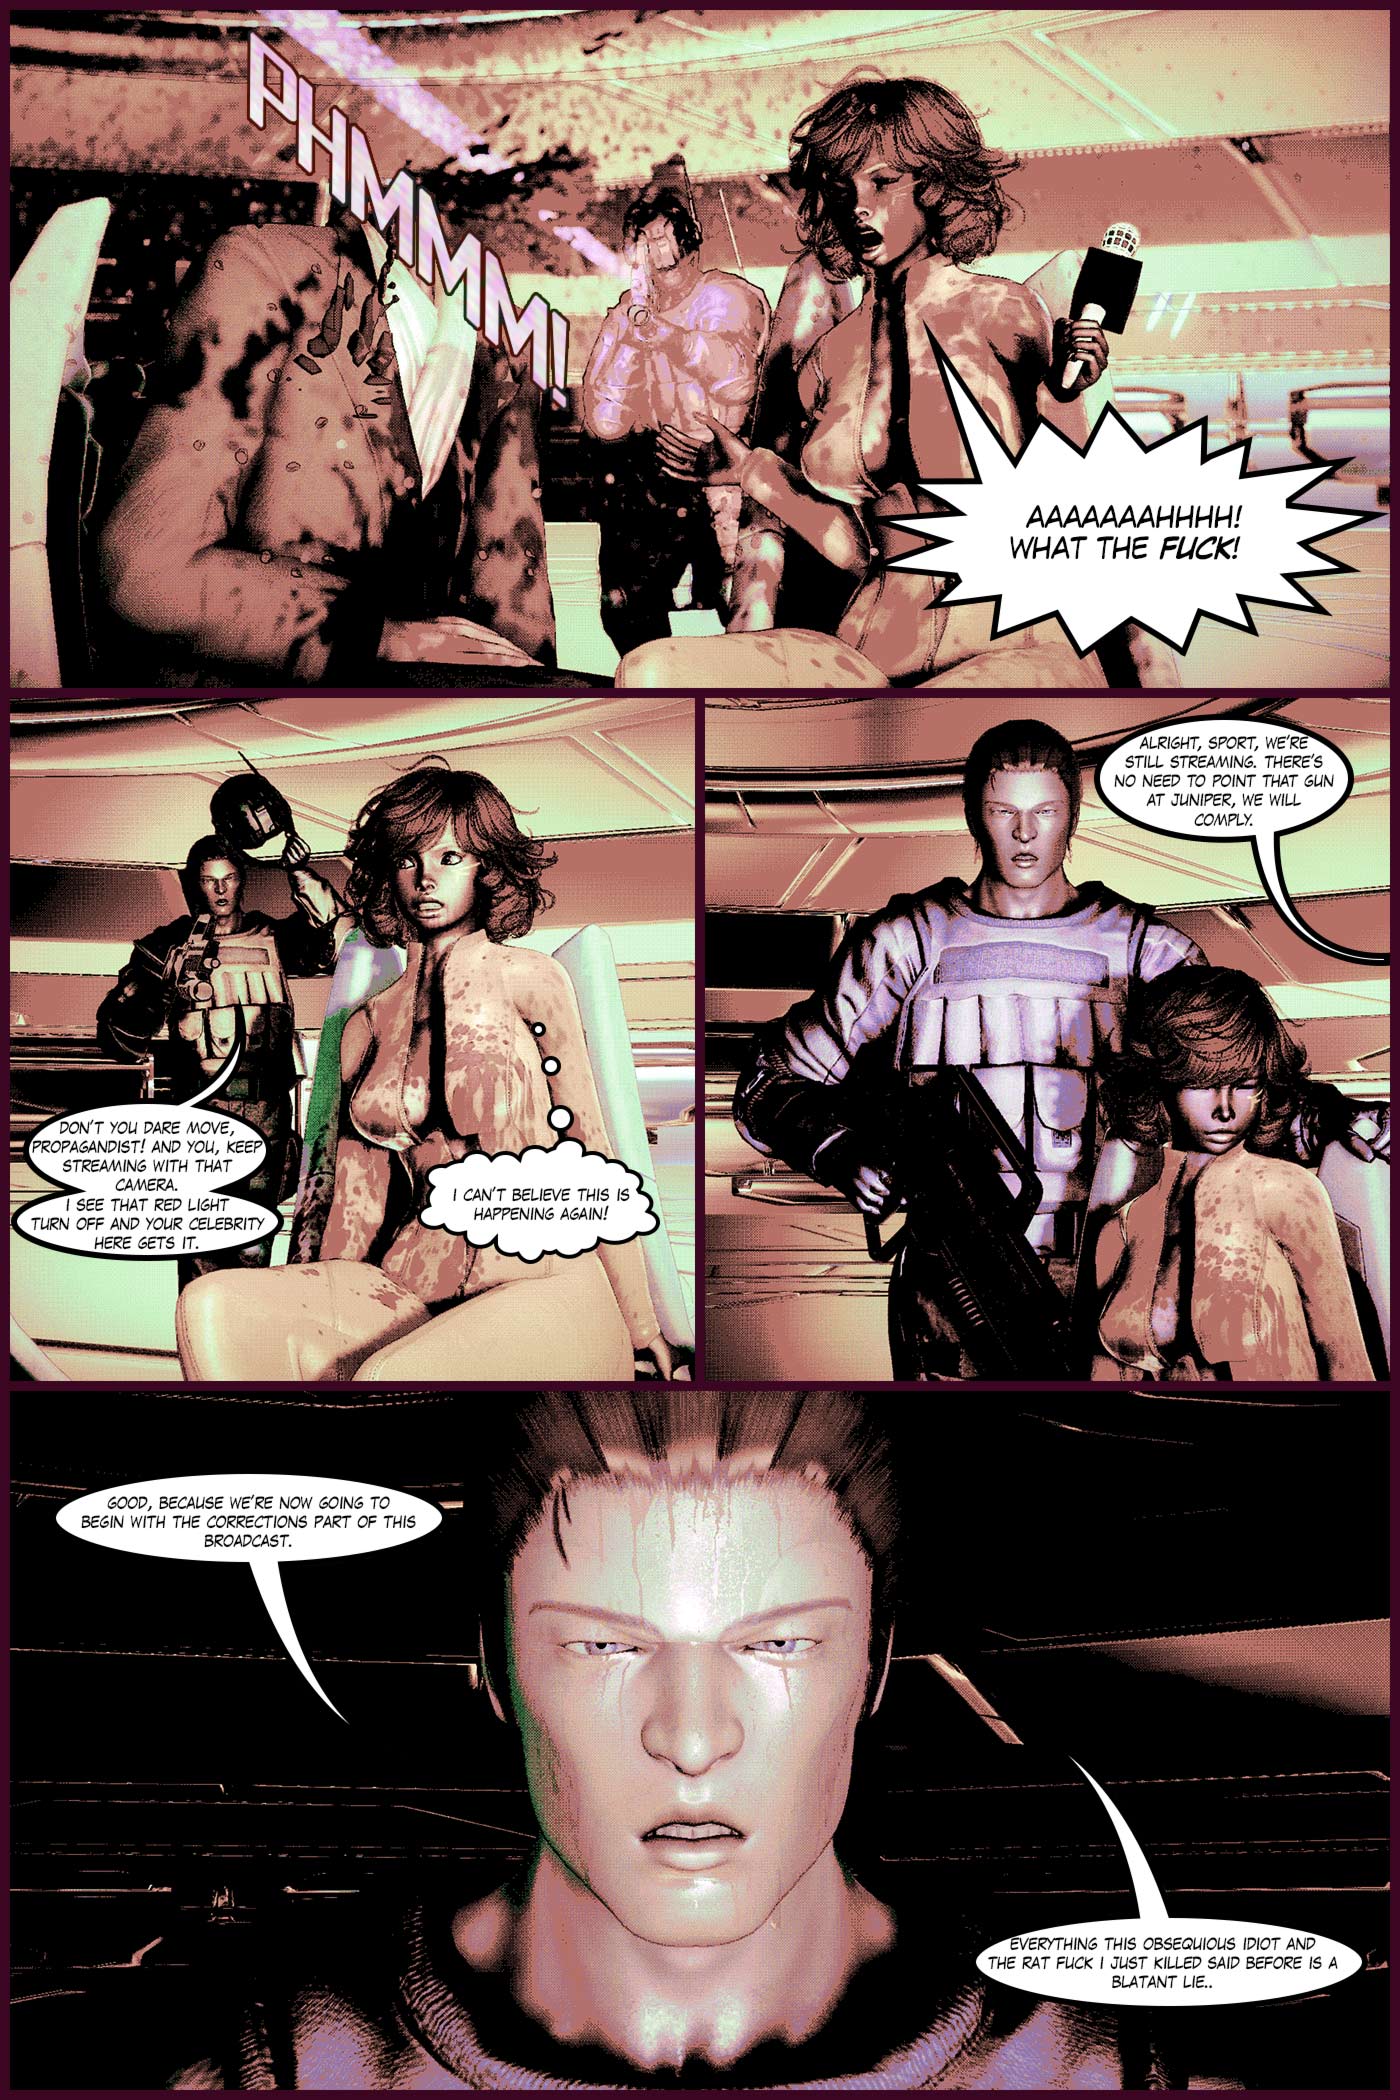 PHMMMM!
AAAAAAAHHHH!
WHAT THE FUCK!
DON'T YOU DARE MOVE,
PROPAGANDIST! AND YOU, KEEP
STREAMING WITH THAT
CAMERA.
I SEE THAT RED LIGHT
TURN OFF AND YOUR CELEBRITY
HERE GETS IT.
I CAN'T BELIEVE THIS IS
HAPPENING AGAIN!
ALRIGHT, SPORT, WE'RE
STILL STREAMING. THERE'S
NO NEED TO POINT THAT GUN
AT JUNIPER, WE WILL
COMPLY.
GOOD, BECAUSE WE'RE NOW GOING TO
BEGIN WITH THE CORRECTIONS PART OF THIS
BROADCAST.
EVERYTHING THIS OBSEQUIOUS IDIOT AND
THE RAT FUCK I JUST KILLED SAID BEFORE IS A
BLATANT LIE..